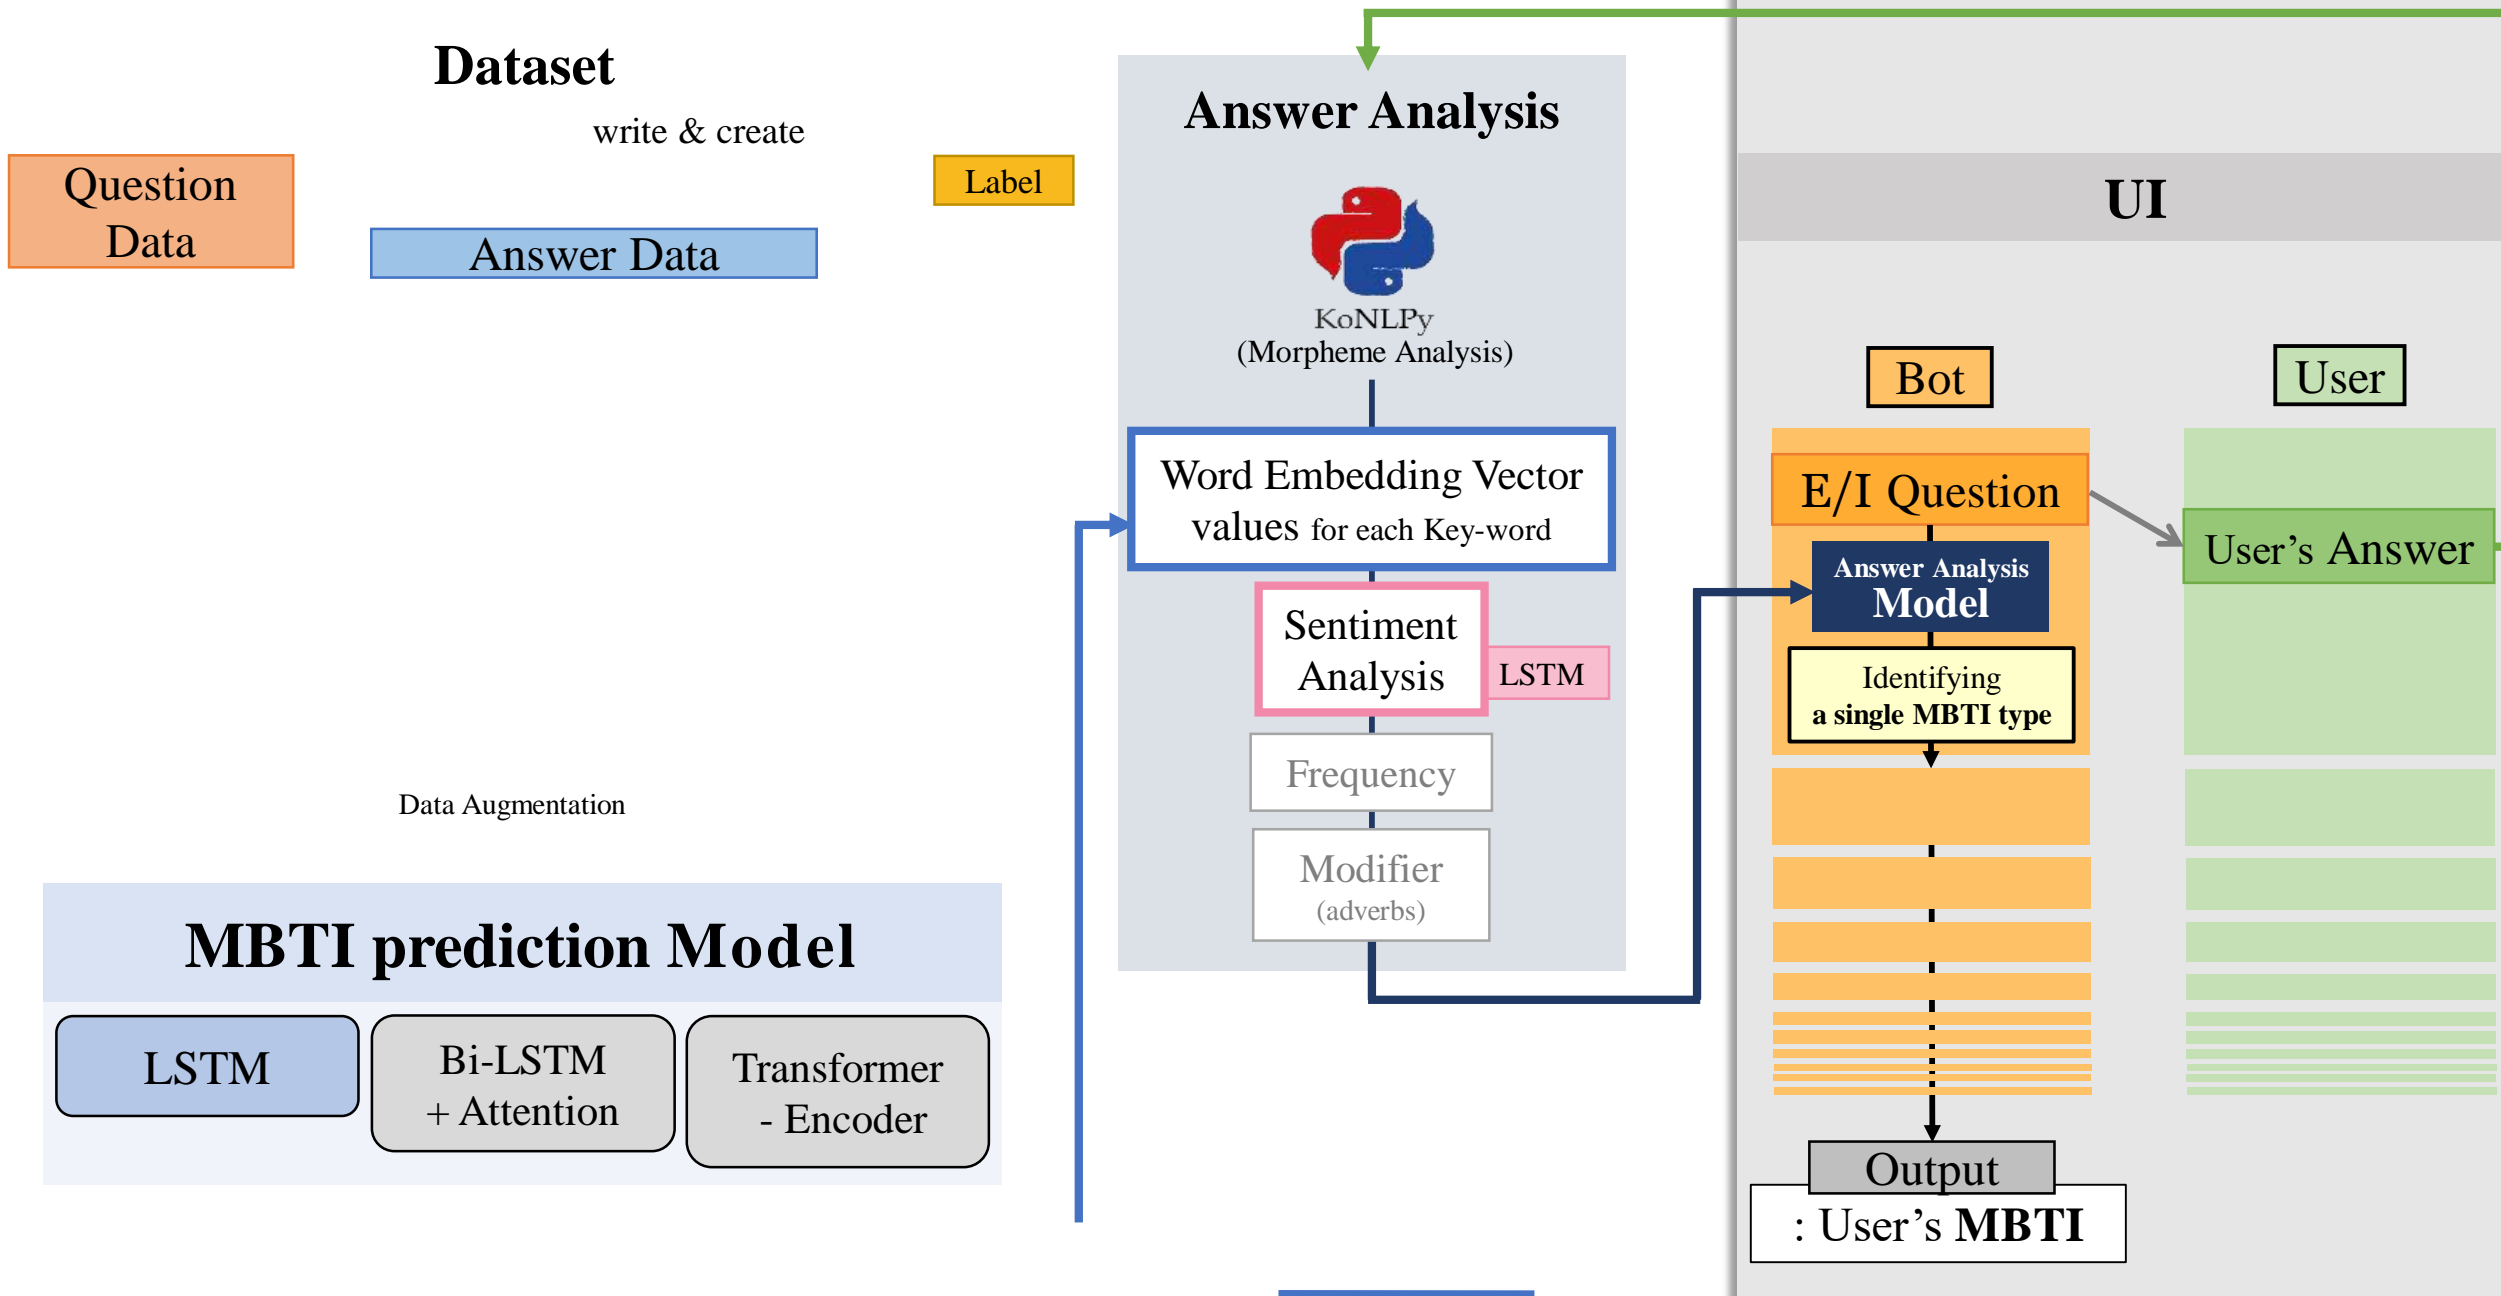 Dataset
write & create
Question
Data
Answer Data
Label
Data Augmentation
MBTI prediction Model
LSTM
Bi-LSTM
+ Attention
Transformer
- Encoder
Answer Analysis
KoNLPy
(Morpheme Analysis)
Word Embedding Vector
values for each Key-word
Sentiment
Analysis
LSTM
Frequency
Modifier
(adverbs)
UI
Bot
User
E/I Question
User's Answer
Answer Analysis
Model
Identifying
a single MBTI type
Output
: User's MBTI